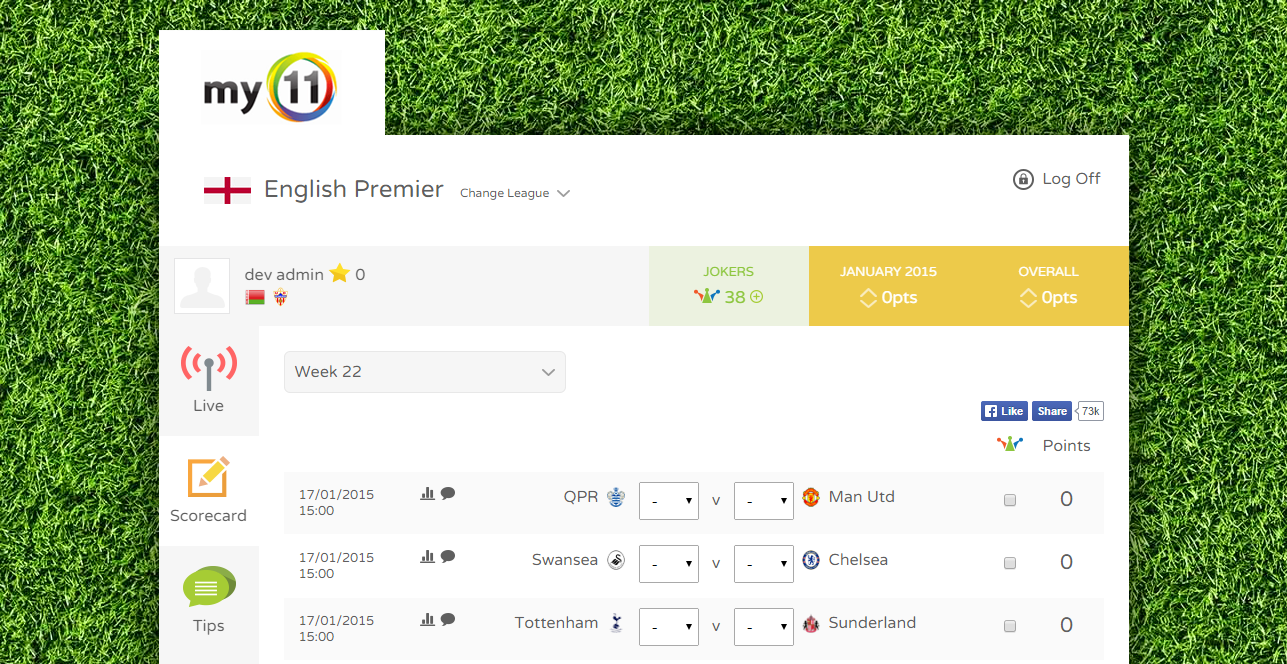 my 11
English Premier Change League
Log Off
dev admin 0
JOKERS
38
JANUARY 2015
0pts
OVERALL
0pts
Live
Scorecard
Tips
Week 22
Like Share 73k
Points
17/01/2015
15:00
QPR - v - Man Utd 0
17/01/2015
15:00
Swansea - v - Chelsea 0
17/01/2015
15:00
Tottenham - v - Sunderland 0